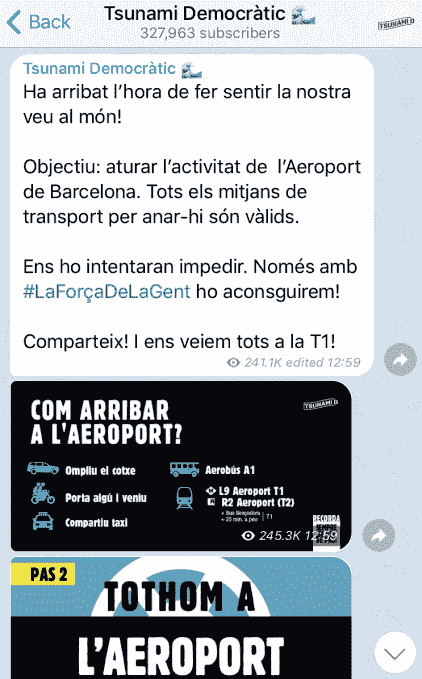 Back
Tsunami Democràtic 🌊
327,963 subscribers
TSUNAMI D
Tsunami Democràtic 🌊
Ha arribat l’hora de fer sentir la nostra
veu al món!
Objectiu: aturar l’activitat de l’Aeroport
de Barcelona. Tots els mitjans de
transport per anar-hi són vàlids.
Ens ho intentaran impedir. Només amb
#LaForçaDeLaGent ho aconseguirem!
Comparteix! I ens veiem tots a la T1!
241.1K edited 12:59
COM ARRIBAR
A L'AEROPORT?
TSUNAMI D
Ompliu el cotxe
Porta algú i veniu
Compartiu taxi
Aerobús A1
L9 Aeroport T1
R2 Aeroport (T2)
+ Bus llançadora
+ 25 min. a peu
T1
RECORDA
SEMPRE
245.3K 12:59
PAS 2
TOTHOM A
L'AEROPORT